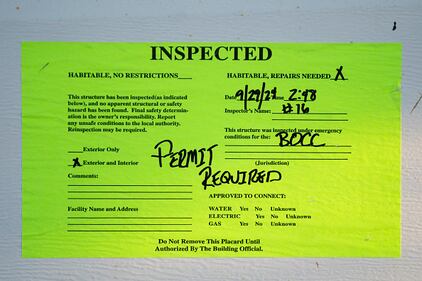 INSPECTED
HABITABLE, NO RESTRICTIONS____
HABITABLE, REPAIRS NEEDED X
This structure has been inspected(as indicated
below), and no apparent structural or safety
hazard has been found. Final safety determin-
ation is the owner's responsibility. Report
any unsafe conditions to the local authority.
Reinspection may be required.
____Exterior Only
X Exterior and Interior
Comments:
Facility Name and Address
Date 9/29/24 Time 2:48
Inspector's Name: #16
This structure was inspected under emergency
conditions for the: BOCC
(Jurisdiction)
PERMIT
REQUIRED
APPROVED TO CONNECT:
WATER Yes No Unknown
ELECTRIC Yes No Unknown
GAS Yes No Unknown
Do Not Remove This Placard Until
Authorized By The Building Official.